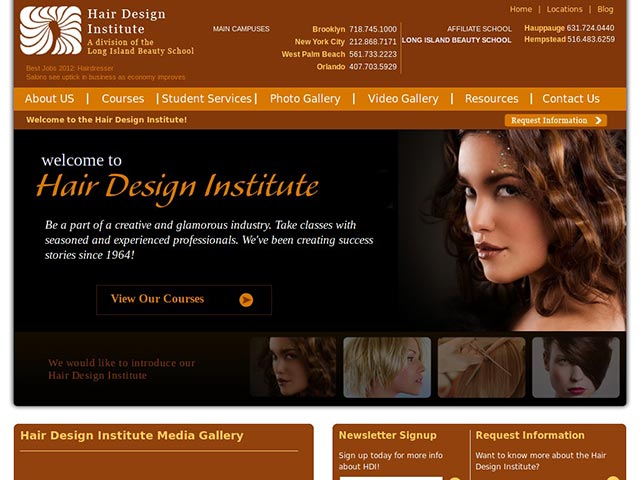 Home | Locations | Blog
Hair Design
Institute
A division of the
Long Island Beauty School
MAIN CAMPUSES
Brooklyn 718.745.1000
New York City 212.868.7171
West Palm Beach 561.733.2223
Orlando 407.703.5929
AFFILIATE SCHOOL
LONG ISLAND BEAUTY SCHOOL
Hauppauge 631.724.0440
Hempstead 516.483.6259
Best Jobs 2012: Hairdresser
Salons see uptick in business as economy improves
About US | Courses | Student Services | Photo Gallery | Video Gallery | Resources | Contact Us
Welcome to the Hair Design Institute!
Request Information
welcome to
Hair Design Institute
Be a part of a creative and glamorous industry. Take classes with
seasoned and experienced professionals. We've been creating success
stories since 1964!
View Our Courses
We would like to introduce our
Hair Design Institute
Hair Design Institute Media Gallery
Newsletter Signup
Sign up today for more info
about HDI!
Request Information
Want to know more about the Hair
Design Institute?